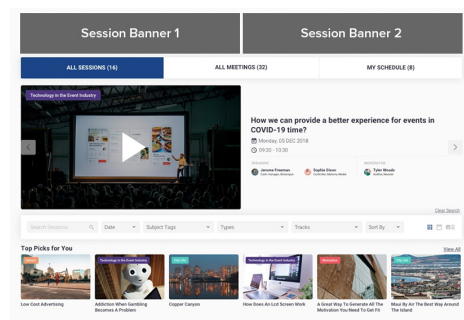 Session Banner 1
Session Banner 2
ALL SESSIONS (16)
ALL MEETINGS (32)
MY SCHEDULE (8)
Technology in the Event Industry
How we can provide a better experience for events in
COVID-19 time?
Monday, 05 DEC 2018
09:30 - 10:30
Jerome Freeman
Sophie Dixon
Tyler Woods
Clear Search
Search Sessions
Date
Subject Tags
Types
Tracks
Sort By
Top Picks for You
View All
Technology in the Event Industry
Technology in the Event Industry
Low Cost Advertising
Addiction When Gambling
Becomes A Problem
Copper Canyon
How Does An Lcd Screen Work
A Great Way To Generate All The
Motivation You Need To Get Fit
Maui By Air The Best Way Around
The Island